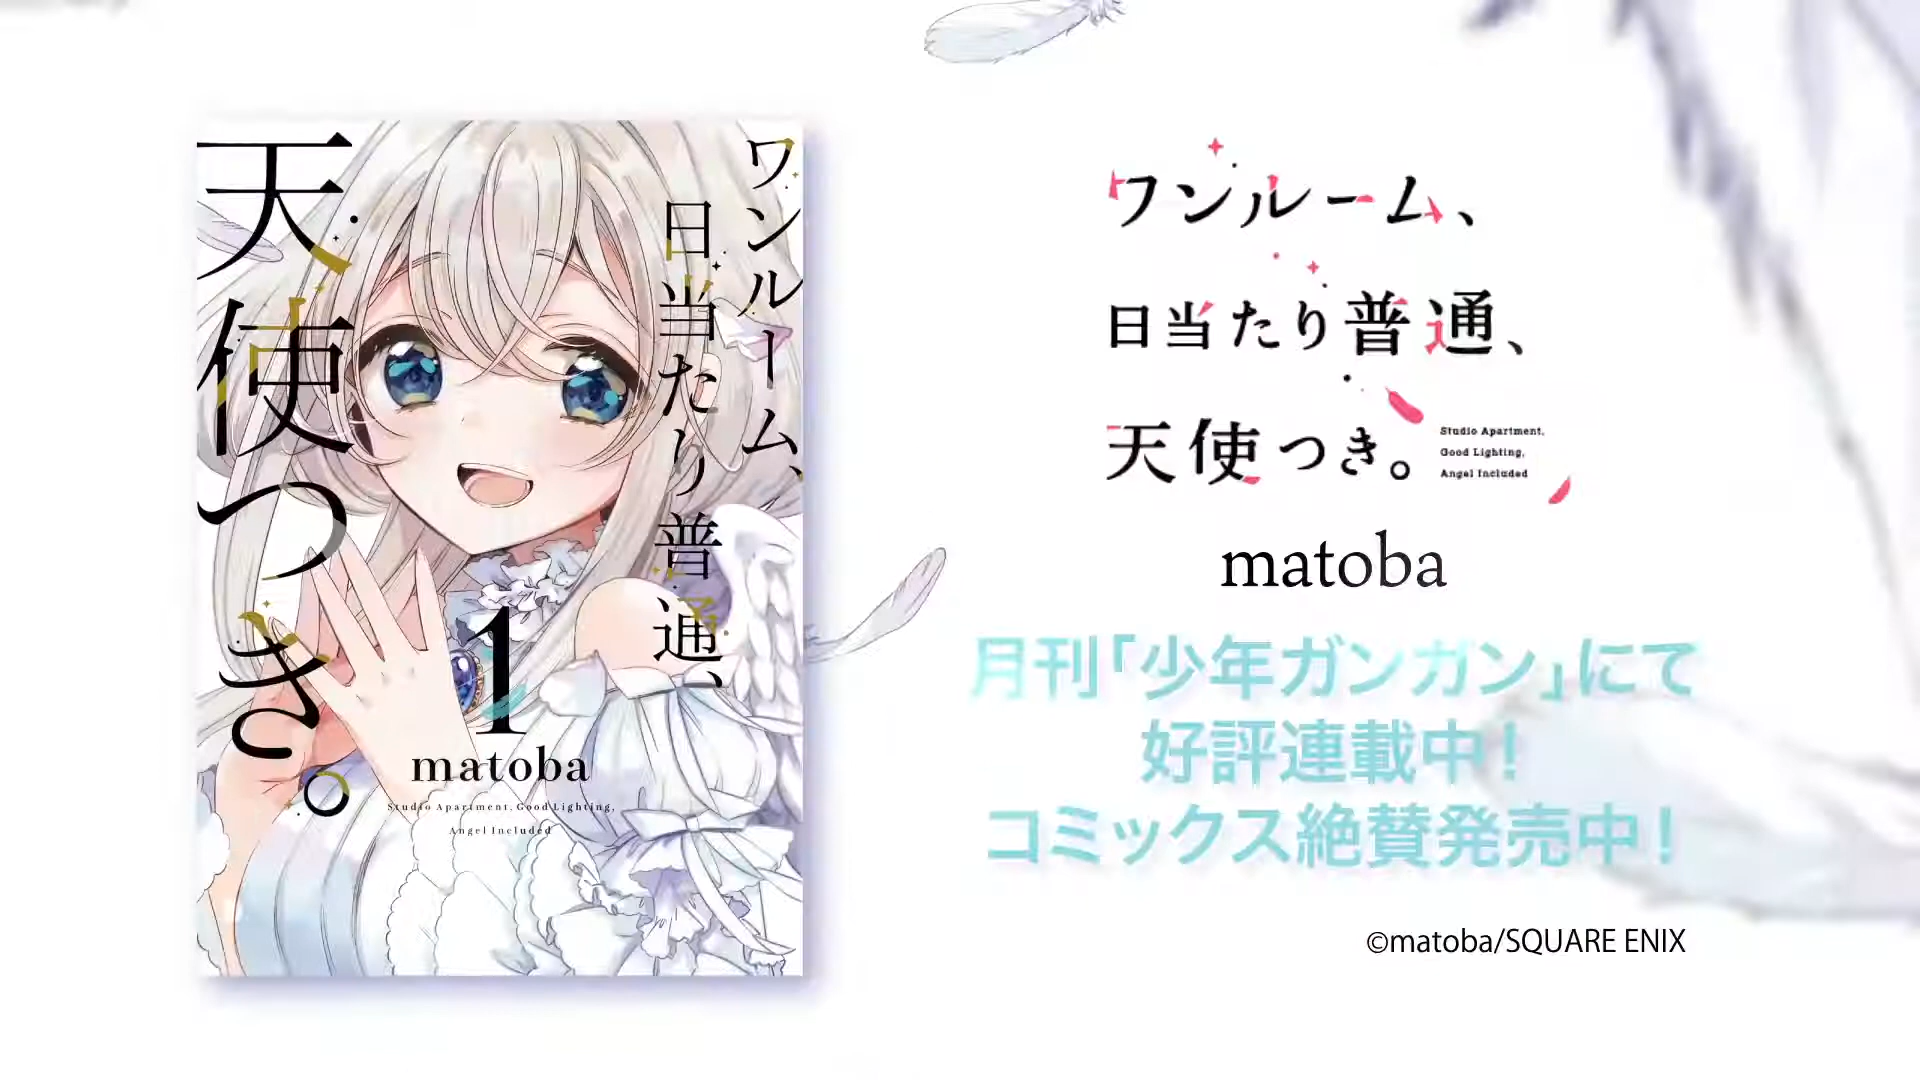 ワンルーム、
日当たり普通、
天使つき。
1
matoba
Studio Apartment, Good Lighting,
Angel Included
ワンルーム、
日当たり普通、
天使つき。
Studio Apartment,
Good Lighting,
Angel Included
matoba
月刊「少年ガンガン」にて
好評連載中！
コミックス絶賛発売中！
©matoba/SQUARE ENIX